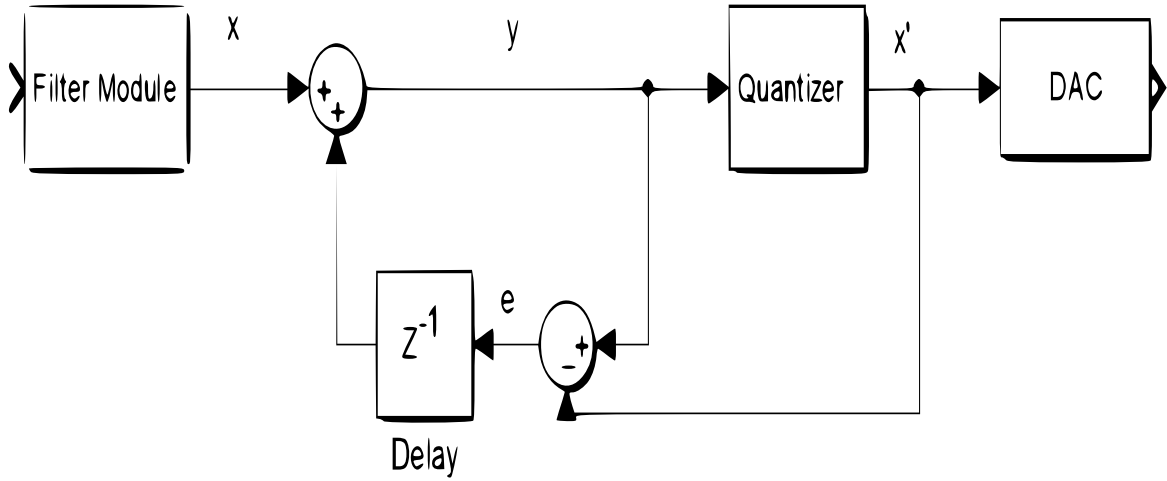 x
y
x'
Filter Module
+
+
Quantizer
DAC
e
z⁻¹
+
−
Delay